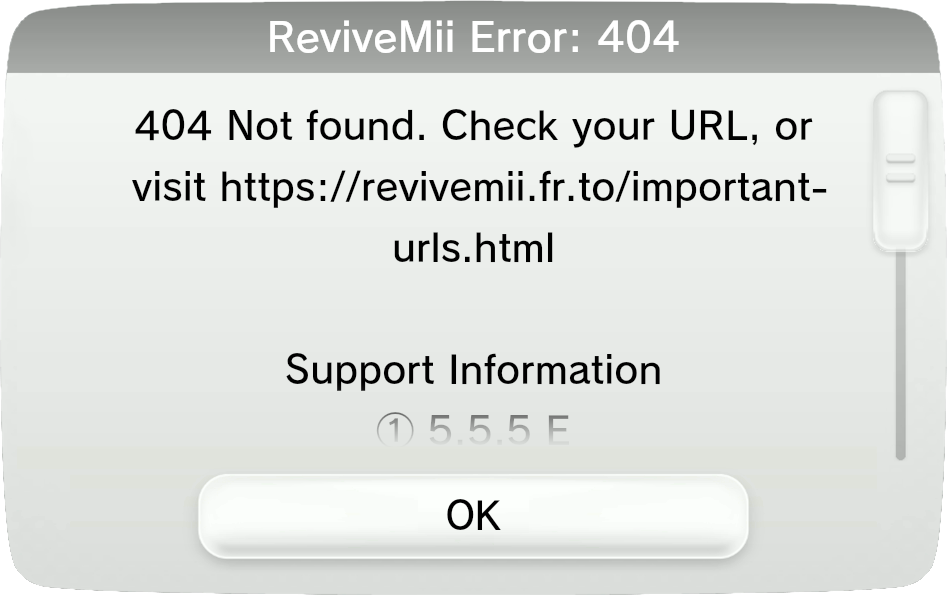 ReviveMii Error: 404
404 Not found. Check your URL, or
visit https://revivemii.fr.to/important-
urls.html
Support Information
① 5.5.5 E
OK